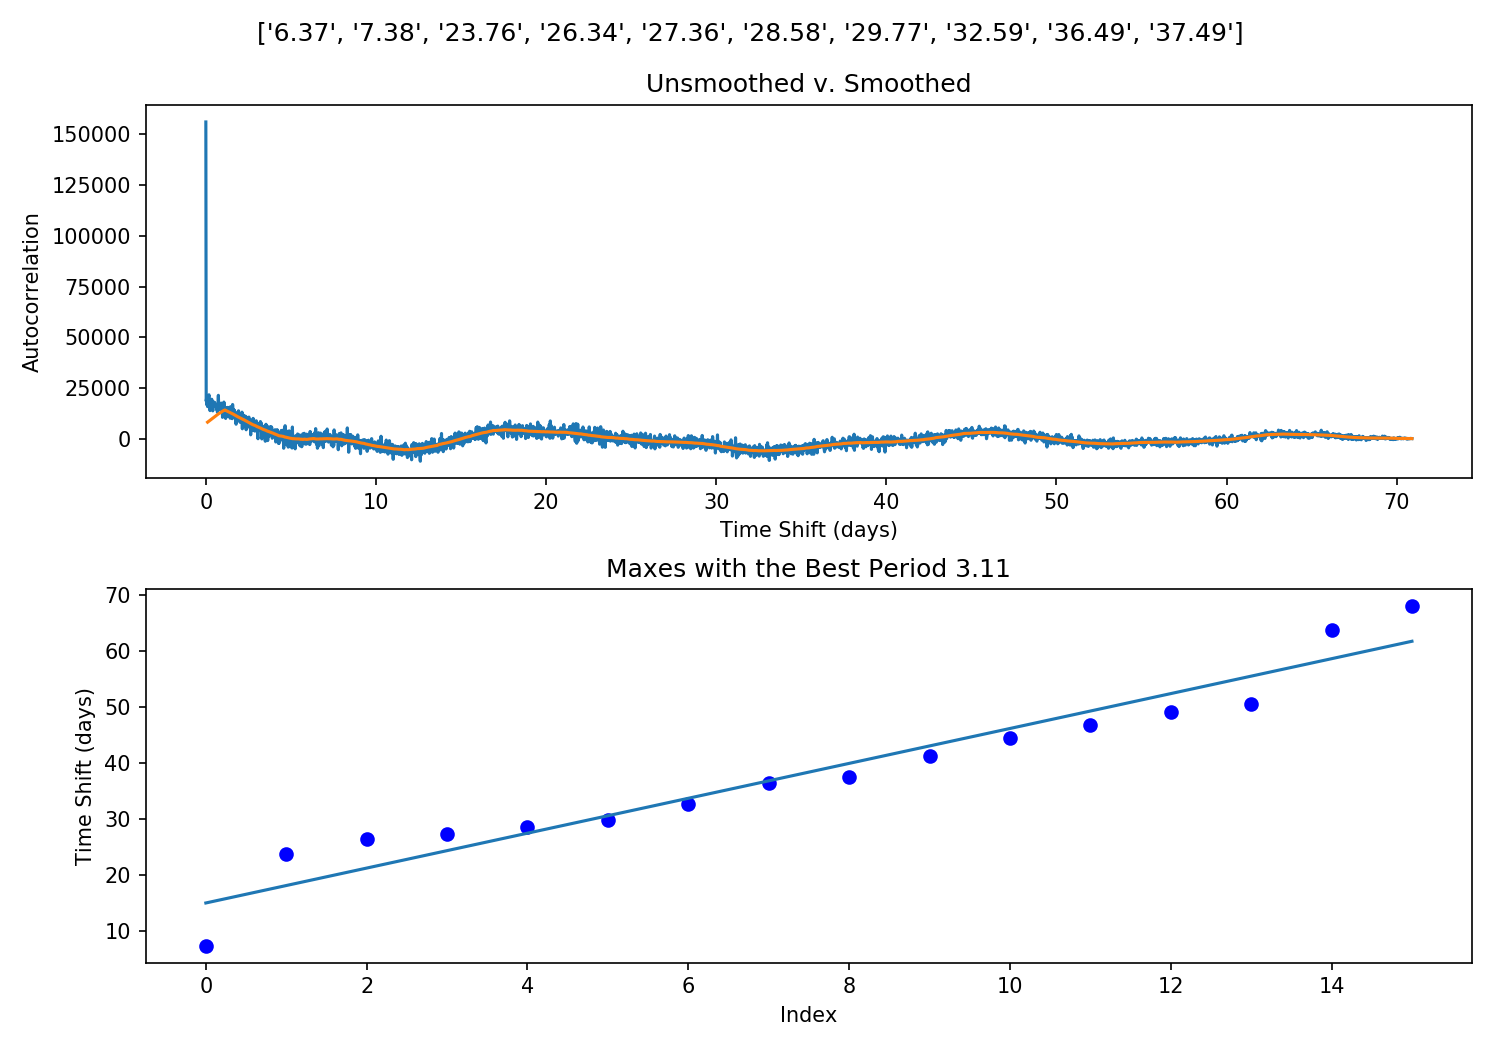 ['6.37', '7.38', '23.76', '26.34', '27.36', '28.58', '29.77', '32.59', '36.49', '37.49']
Unsmoothed v. Smoothed
150000
125000
100000
75000
50000
25000
0
Autocorrelation
0 10 20 30 40 50 60 70
Time Shift (days)
Maxes with the Best Period 3.11
70
60
50
40
30
20
10
Time Shift (days)
0 2 4 6 8 10 12 14
Index